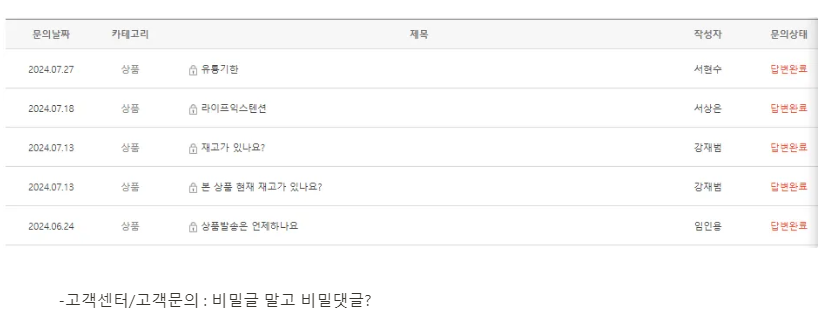 문의날짜 카테고리 제목 작성자 문의상태
2024.07.27 상품 유통기한 서현수 답변완료
2024.07.18 상품 라이프익스텐션 서상은 답변완료
2024.07.13 상품 재고가 있나요? 강재범 답변완료
2024.07.13 상품 본 상품 현재 재고가 있나요? 강재범 답변완료
2024.06.24 상품 상품발송은 언제하나요 임인용 답변완료
-고객센터/고객문의 : 비밀글 말고 비밀댓글?